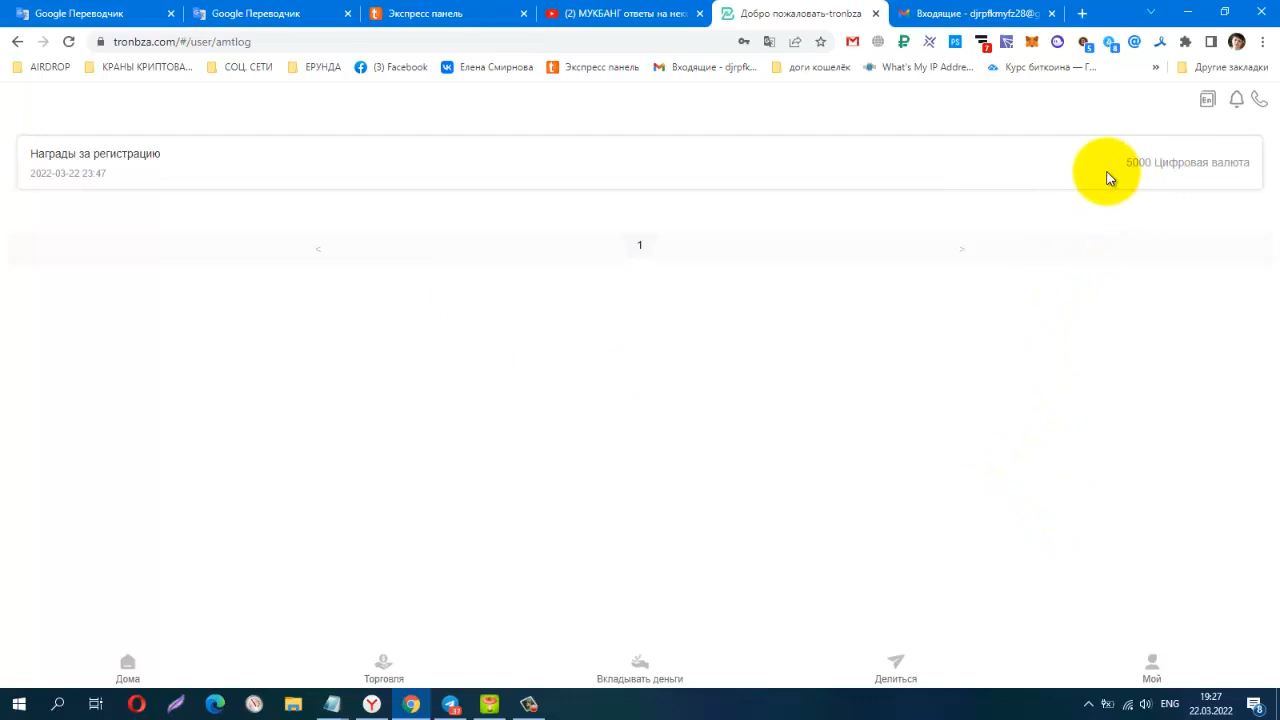 Google Переводчик
Google Переводчик
Экспресс панель
(2) МУКБАНГ ответы на нек
Добро пожаловать-tronbza
Входящие - djrpfkmyfz28@g
tronbza.com/#/user/amtlog
AIRDROP
КРАНЫ КРИПТОВА...
СОЦ. СЕТИ
ЕРУНДА
(3) Facebook
Елена Смирнова
Экспресс панель
Входящие - djrpfk...
доги кошелёк
What's My IP Addre...
Курс биткоина — Г...
»
Другие закладки
En
Награды за регистрацию
2022-03-22 23:47
5000 Цифровая валюта
< 1 >
Дома
Торговля
Вкладывать деньги
Делиться
Мой
ENG
19:27
22.03.2022